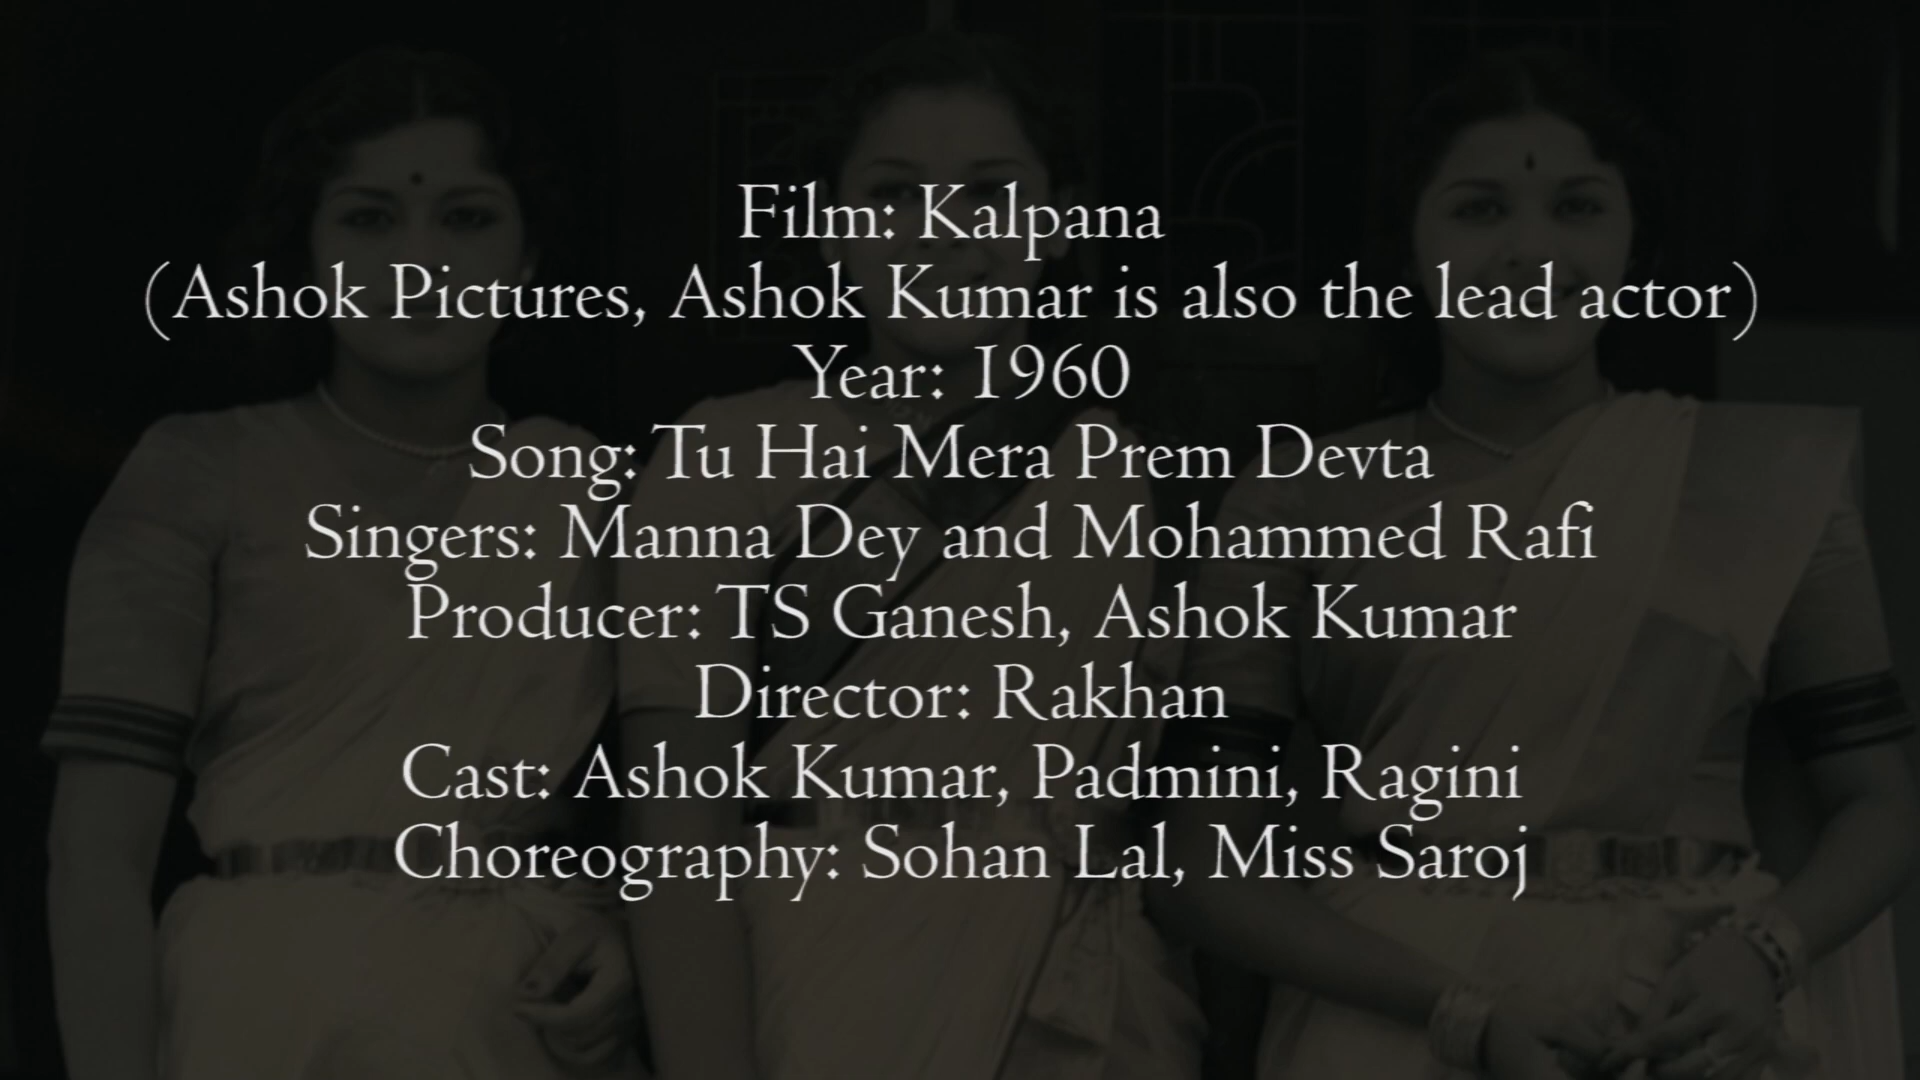 Film: Kalpana
(Ashok Pictures, Ashok Kumar is also the lead actor)
Year: 1960
Song: Tu Hai Mera Prem Devta
Singers: Manna Dey and Mohammed Rafi
Producer: TS Ganesh, Ashok Kumar
Director: Rakhan
Cast: Ashok Kumar, Padmini, Ragini
Choreography: Sohan Lal, Miss Saroj